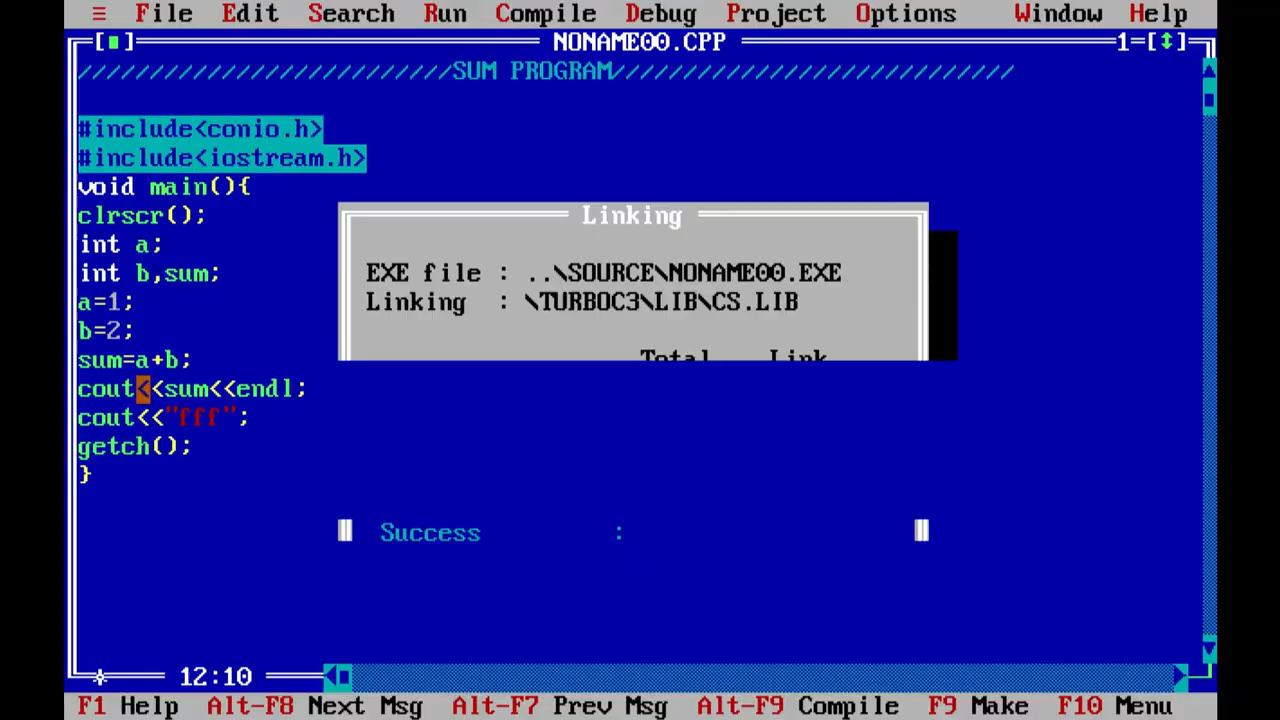 ≡ File Edit Search Run Compile Debug Project Options Window Help
[■] NONAME00.CPP 1=[↕]
//////////////////////////SUM PROGRAM////////////////////////////
#include<conio.h>
#include<iostream.h>
void main(){
clrscr();
int a;
int b,sum;
a=1;
b=2;
sum=a+b;
cout<<sum<<endl;
cout<<"fff";
getch();
}
Linking
EXE file : ..\SOURCE\NONAME00.EXE
Linking : \TURBOC3\LIB\CS.LIB
Total Link
Success :
12:10
F1 Help Alt-F8 Next Msg Alt-F7 Prev Msg Alt-F9 Compile F9 Make F10 Menu